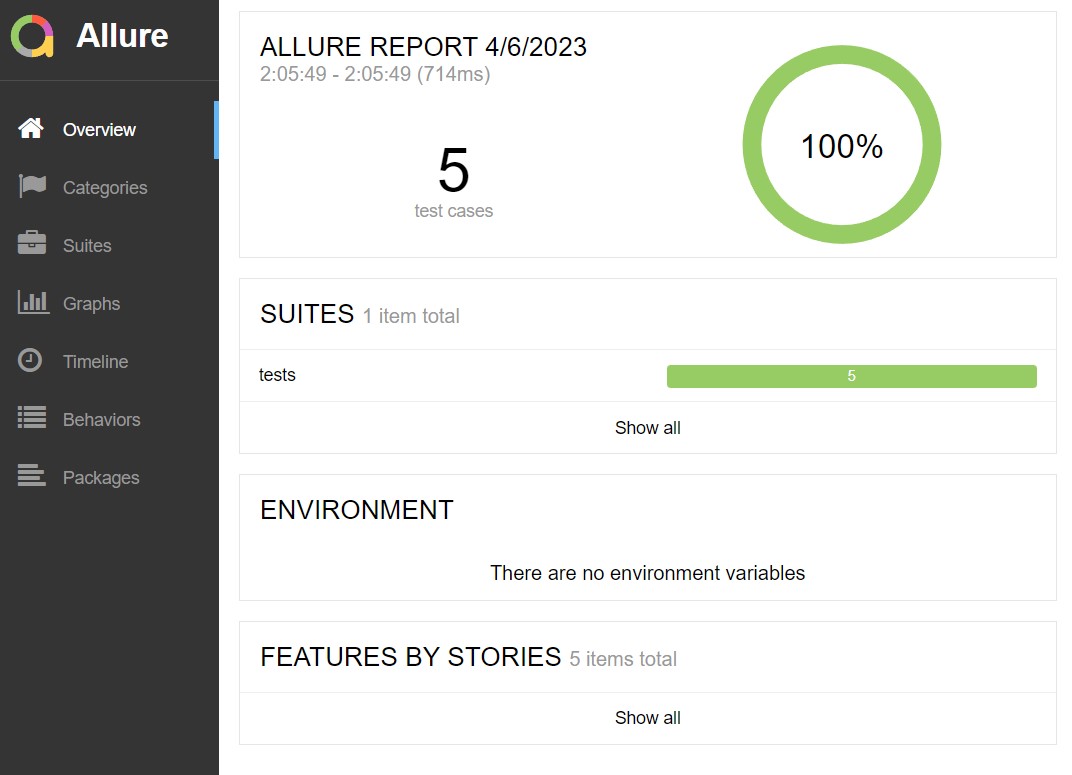 Allure
Overview
Categories
Suites
Graphs
Timeline
Behaviors
Packages
ALLURE REPORT 4/6/2023
2:05:49 - 2:05:49 (714ms)
5
test cases
100%
SUITES 1 item total
tests 5
Show all
ENVIRONMENT
There are no environment variables
FEATURES BY STORIES 5 items total
Show all